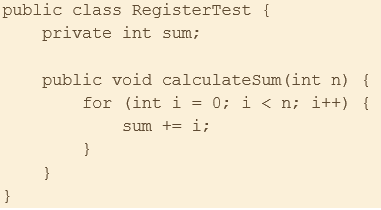 public class RegisterTest {
    private int sum;

    public void calculateSum(int n) {
        for (int i = 0; i < n; i++) {
            sum += i;
        }
    }
}